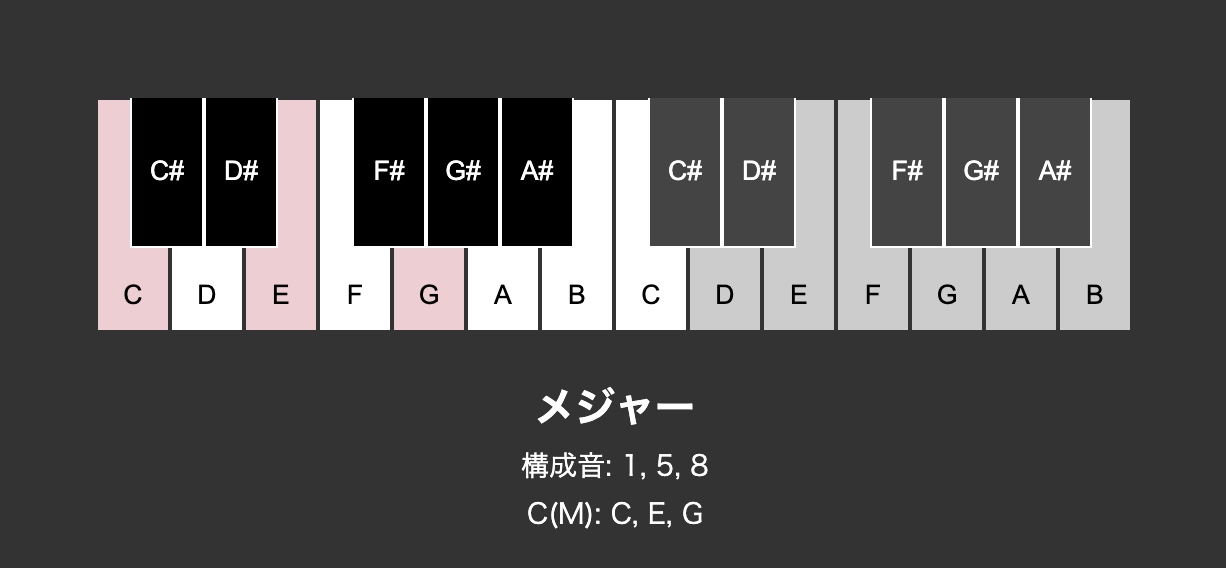 C# D# F# G# A# C# D# F# G# A#
C D E F G A B C D E F G A B
メジャー
構成音: 1, 5, 8
C(M): C, E, G